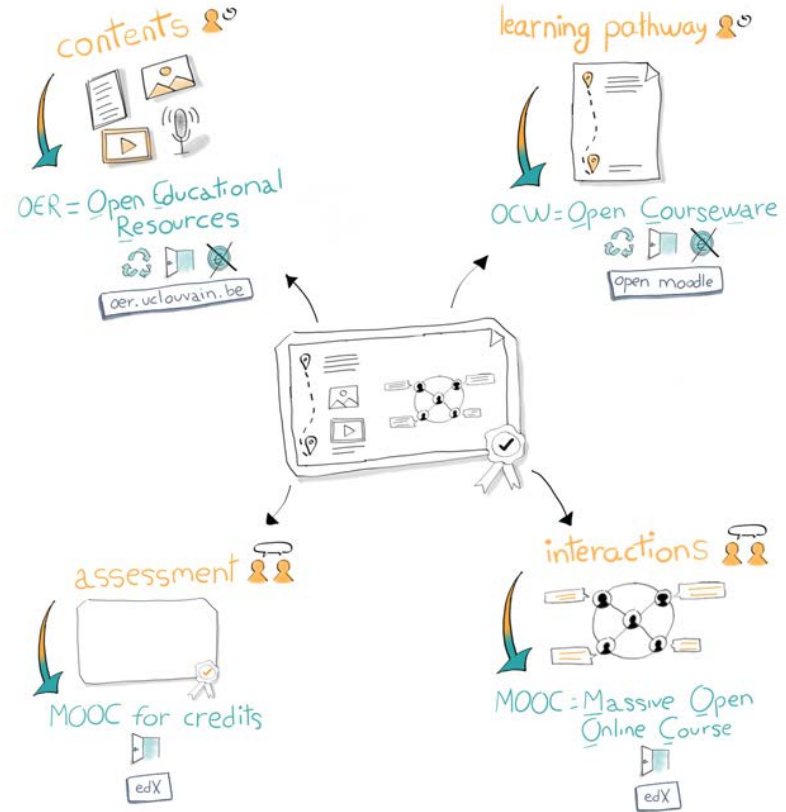 contents
OER = Open Educational
Resources
oer.uclouvain.be
learning pathway
OCW = Open Courseware
open moodle
assessment
MOOC for credits
edX
interactions
MOOC = Massive Open
Online Course
edX